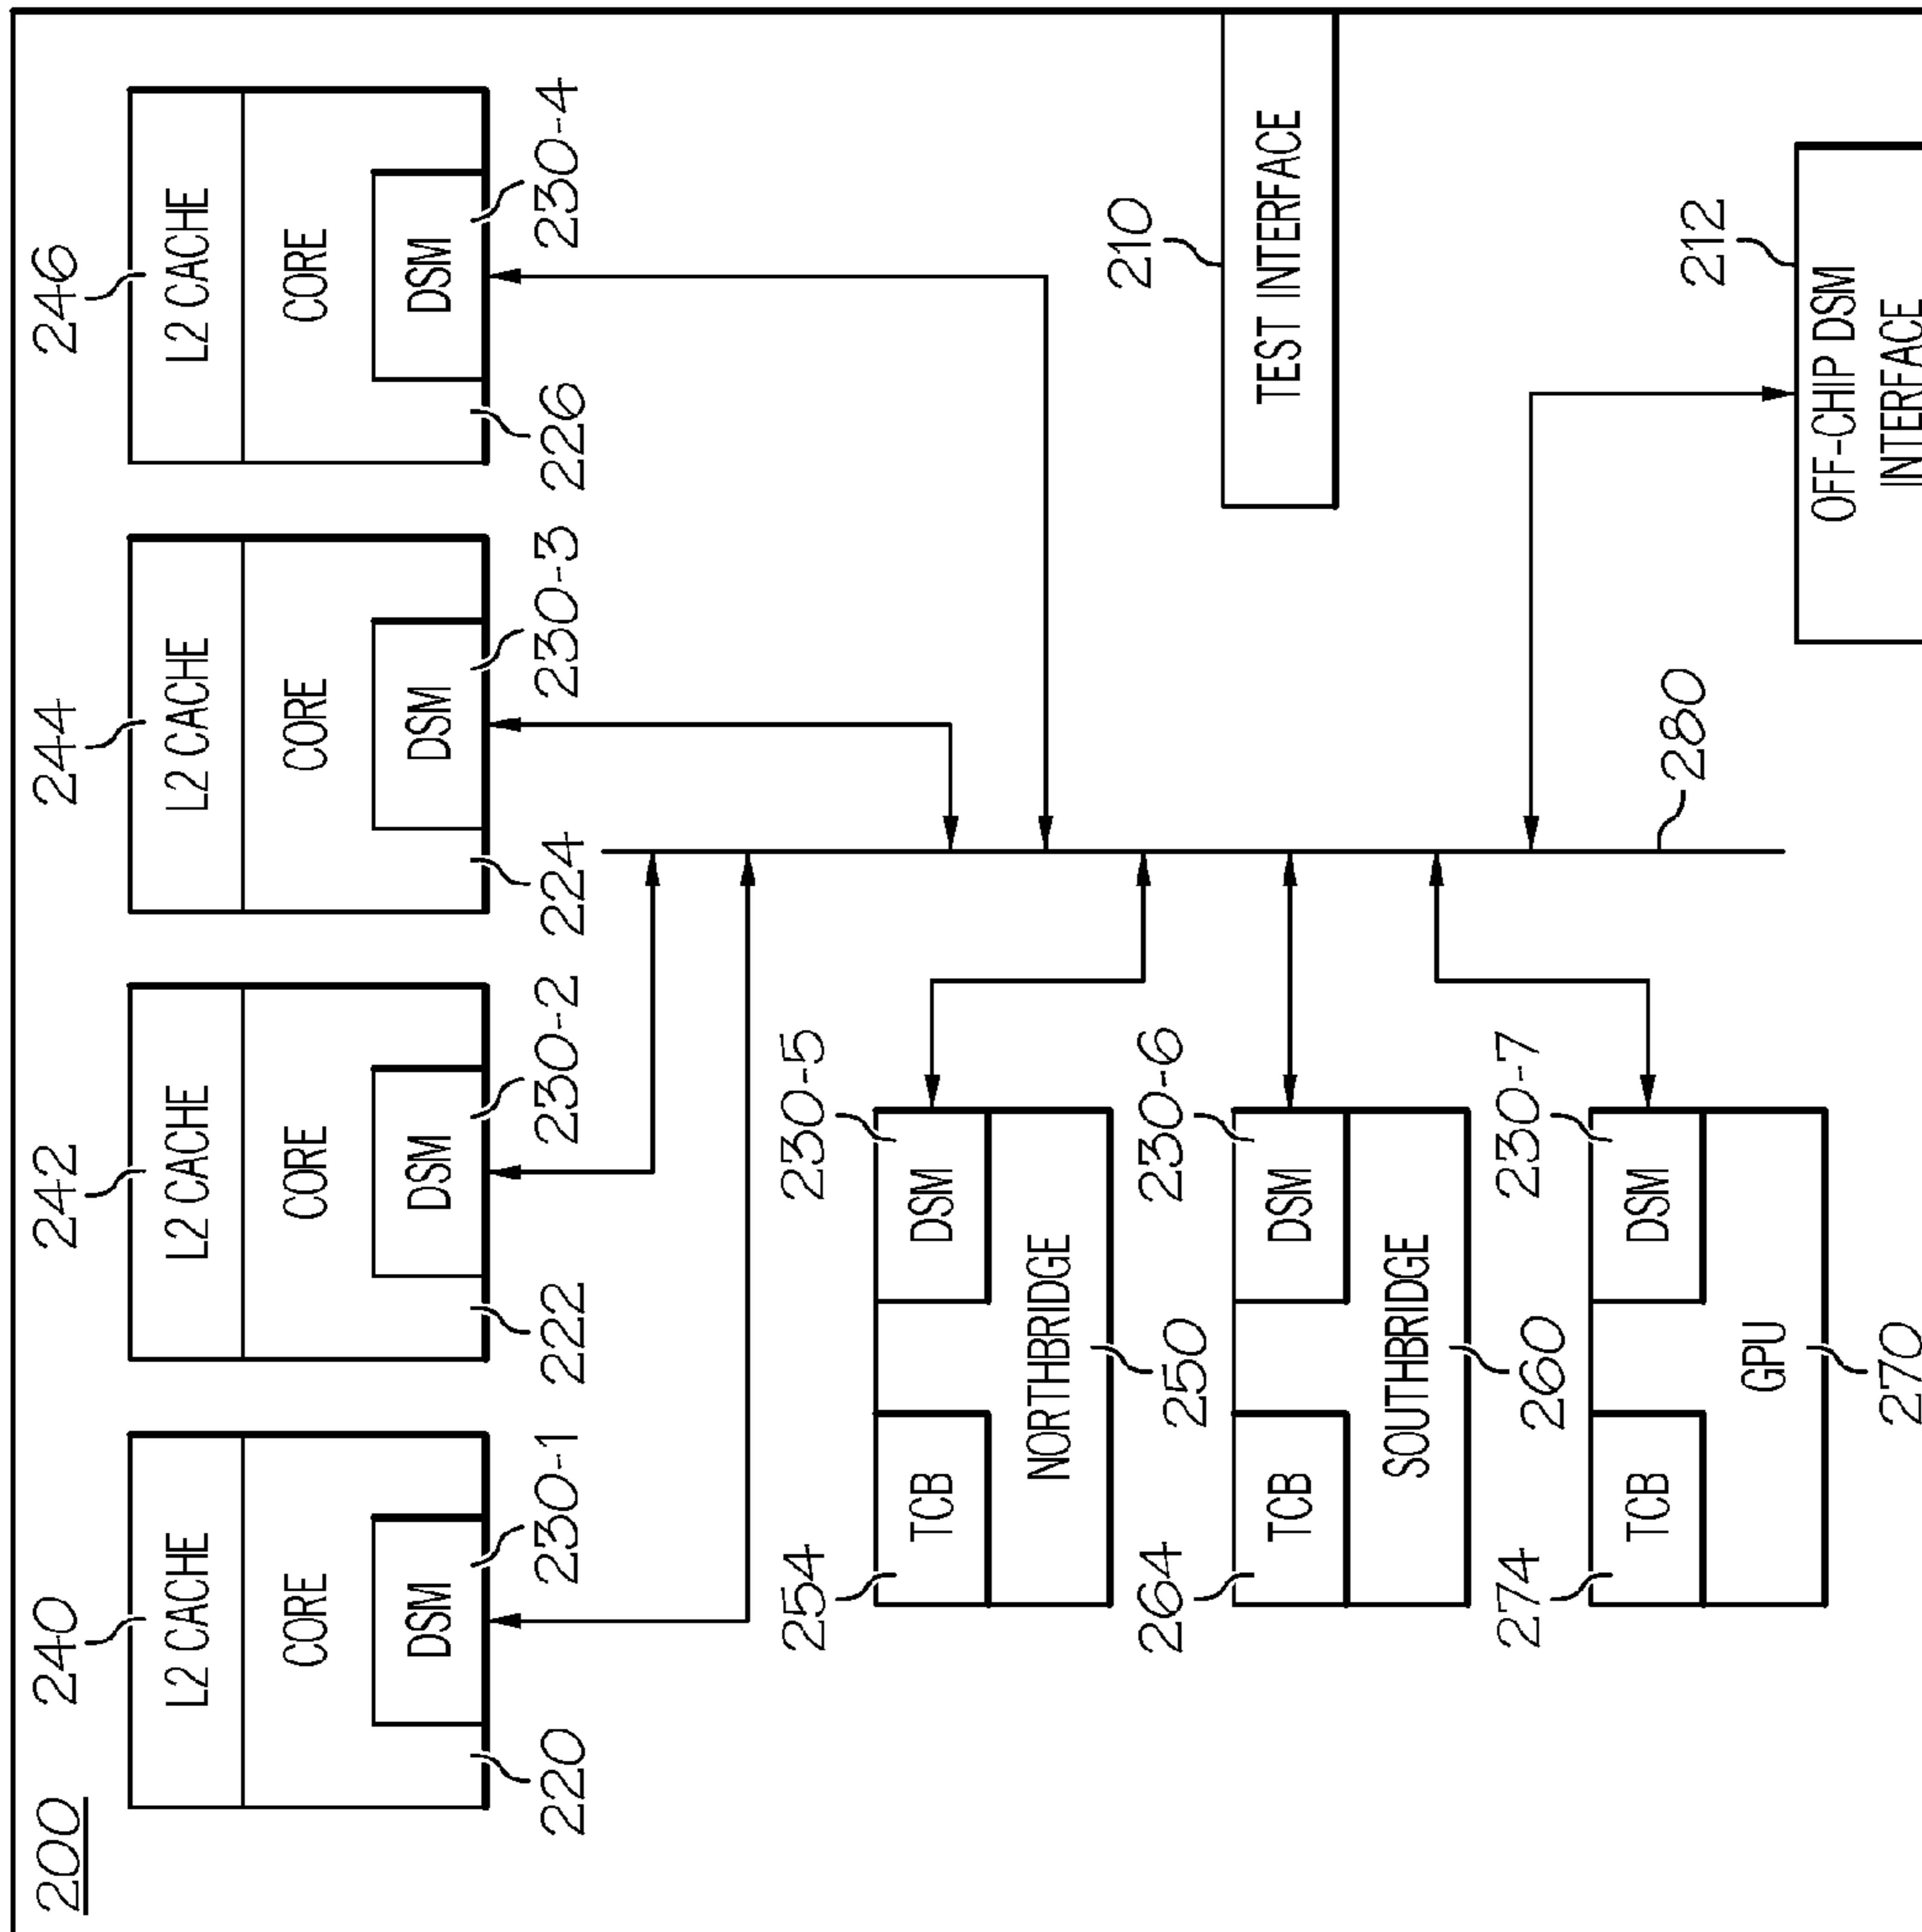 200
240
L2 CACHE
CORE
DSM
220
230-1
242
L2 CACHE
CORE
DSM
222
230-2
244
L2 CACHE
CORE
DSM
224
230-3
246
L2 CACHE
CORE
DSM
226
230-4
254
230-5
TCB
DSM
NORTHBRIDGE
250
264
230-6
TCB
DSM
SOUTHBRIDGE
260
274
230-7
TCB
DSM
GPU
270
280
210
TEST INTERFACE
212
OFF-CHIP DSM
INTERFACE